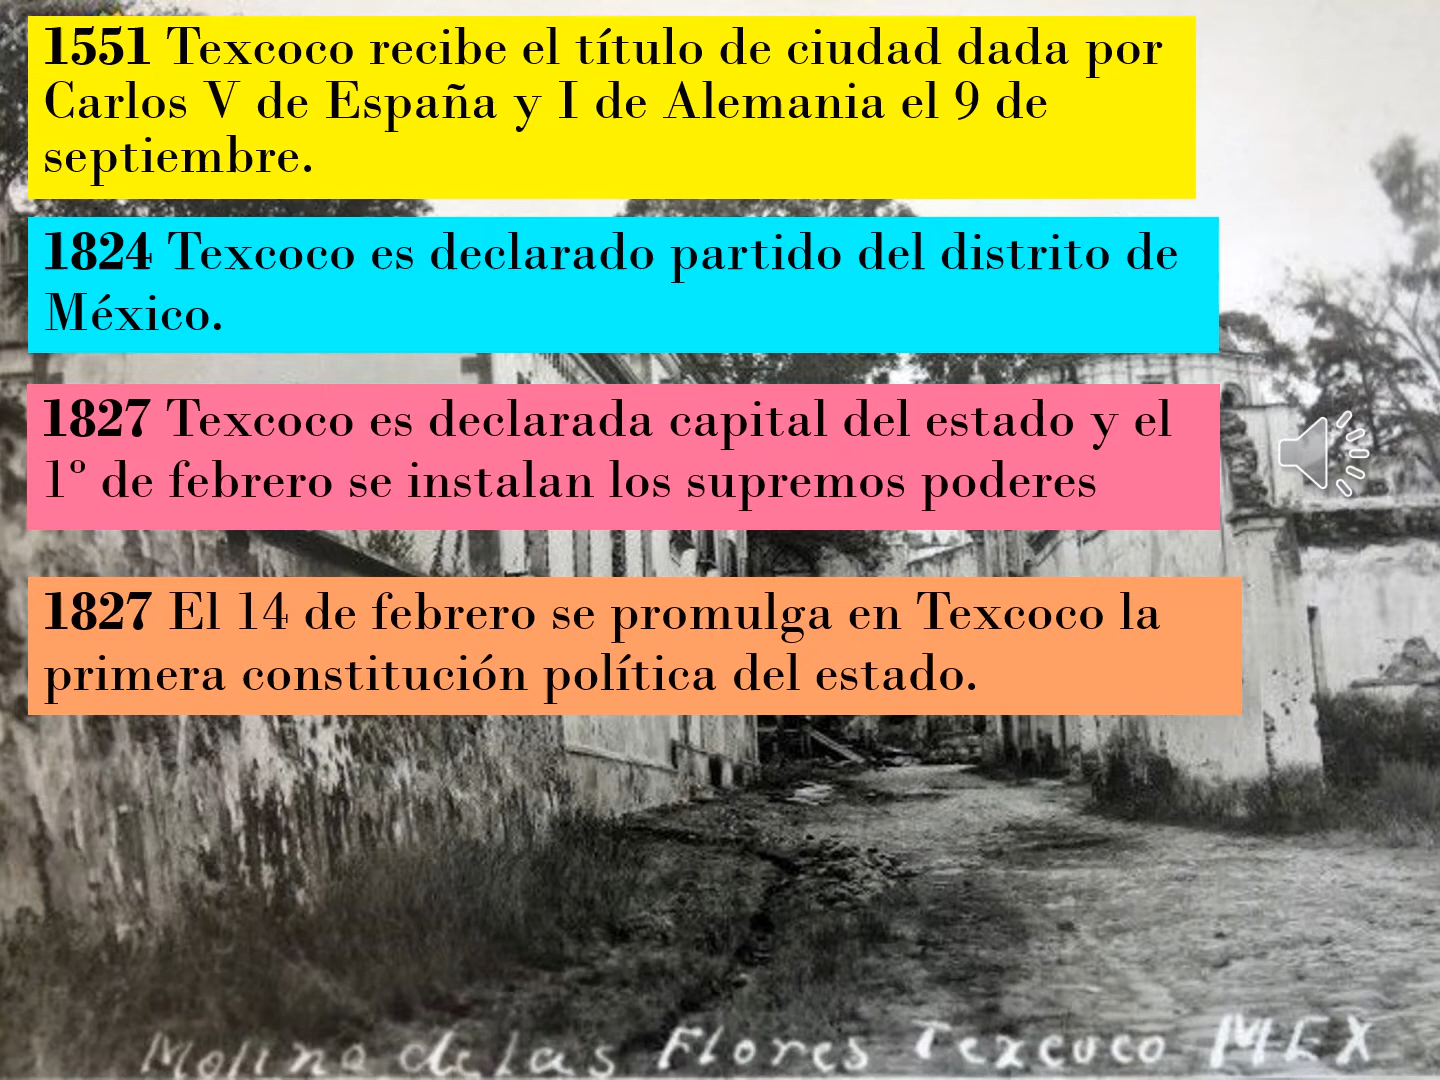 1551 Texcoco recibe el título de ciudad dada por
Carlos V de España y I de Alemania el 9 de
septiembre.
1824 Texcoco es declarado partido del distrito de
México.
1827 Texcoco es declarada capital del estado y el
1º de febrero se instalan los supremos poderes
1827 El 14 de febrero se promulga en Texcoco la
primera constitución política del estado.
Molino de Las Flores Texcuco MEX